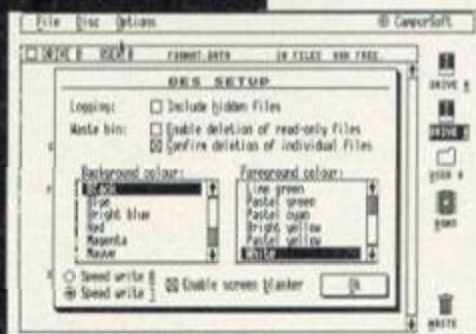 File Disc Options © CampurSoft
DRIVE USER FORMAT.DATA FILES FREE.
DES SETUP
Logging: Include hidden files
Waste bin: Enable deletion of read-only files
Confirm deletion of individual files
Background colour: Foreground colour:
Black Lime green
Blue Pastel green
Bright blue Pastel cyan
Red Bright yellow
Magenta Pastel yellow
Mauve White
Speed write 0
Speed write 1
Enable screen blanker Ok
DRIVE
DRIVE
USER
ROMS
WASTE